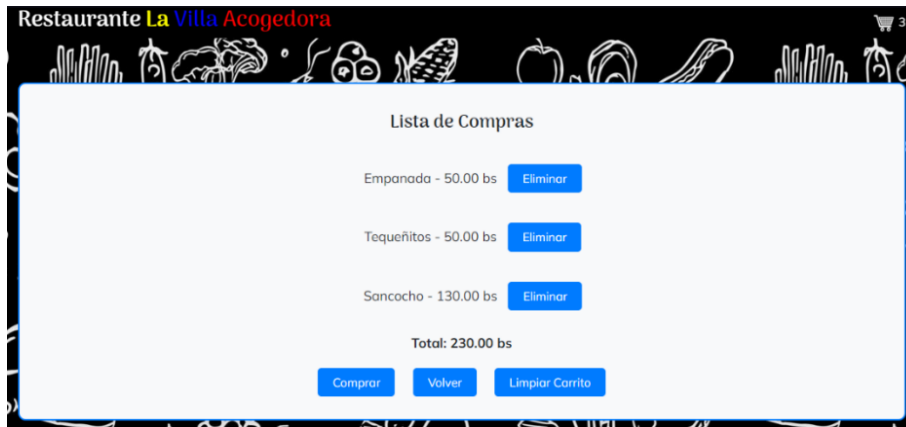 Restaurante La Villa Acogedora 3
Lista de Compras
Empanada - 50.00 bs Eliminar
Tequeñitos - 50.00 bs Eliminar
Sancocho - 130.00 bs Eliminar
Total: 230.00 bs
Comprar Volver Limpiar Carrito